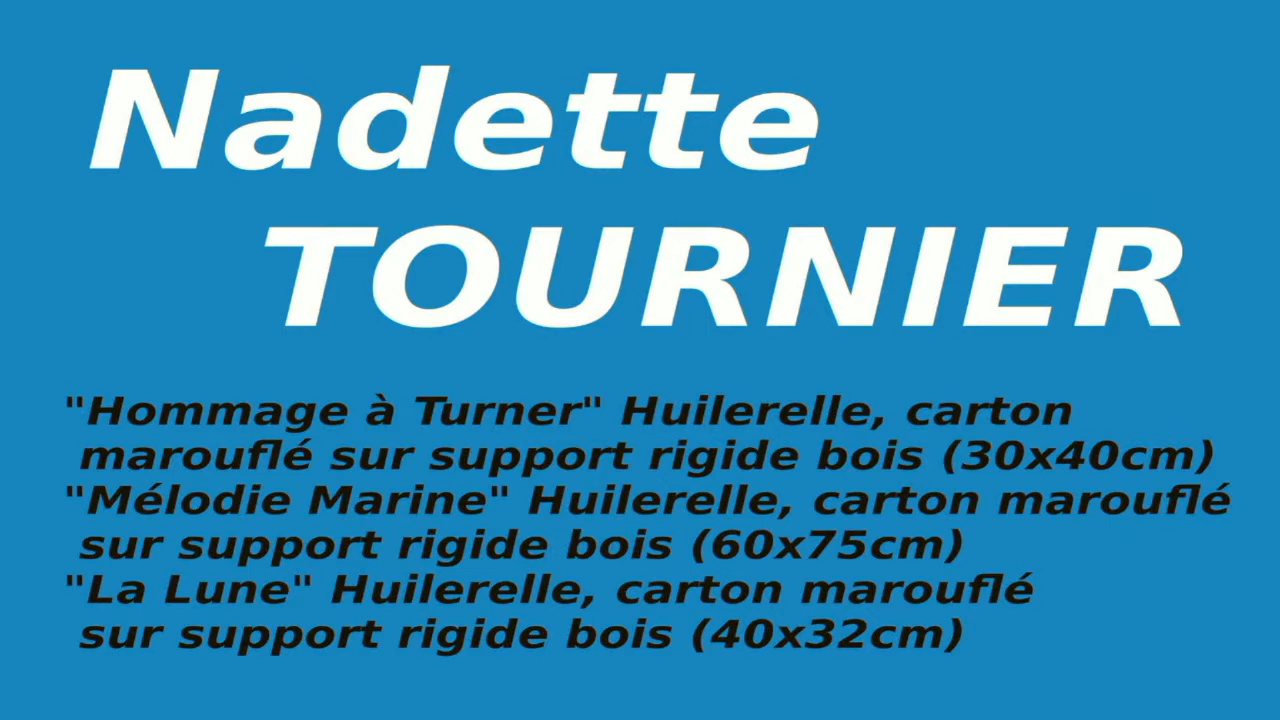 Nadette
TOURNIER
"Hommage à Turner" Huilerelle, carton
marouflé sur support rigide bois (30x40cm)
"Mélodie Marine" Huilerelle, carton marouflé
sur support rigide bois (60x75cm)
"La Lune" Huilerelle, carton marouflé
sur support rigide bois (40x32cm)